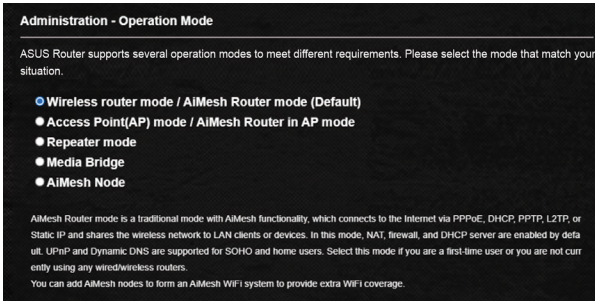 Administration - Operation Mode
ASUS Router supports several operation modes to meet different requirements. Please select the mode that match your
situation.
Wireless router mode / AiMesh Router mode (Default)
Access Point(AP) mode / AiMesh Router in AP mode
Repeater mode
Media Bridge
AiMesh Node
AiMesh Router mode is a traditional mode with AiMesh functionality, which connects to the Internet via PPPoE, DHCP, PPTP, L2TP, or
Static IP and shares the wireless network to LAN clients or devices. In this mode, NAT, firewall, and DHCP server are enabled by defa
ult. UPnP and Dynamic DNS are supported for SOHO and home users. Select this mode if you are a first-time user or you are not curr
ently using any wired/wireless routers.
You can add AiMesh nodes to form an AiMesh WiFi system to provide extra WiFi coverage.